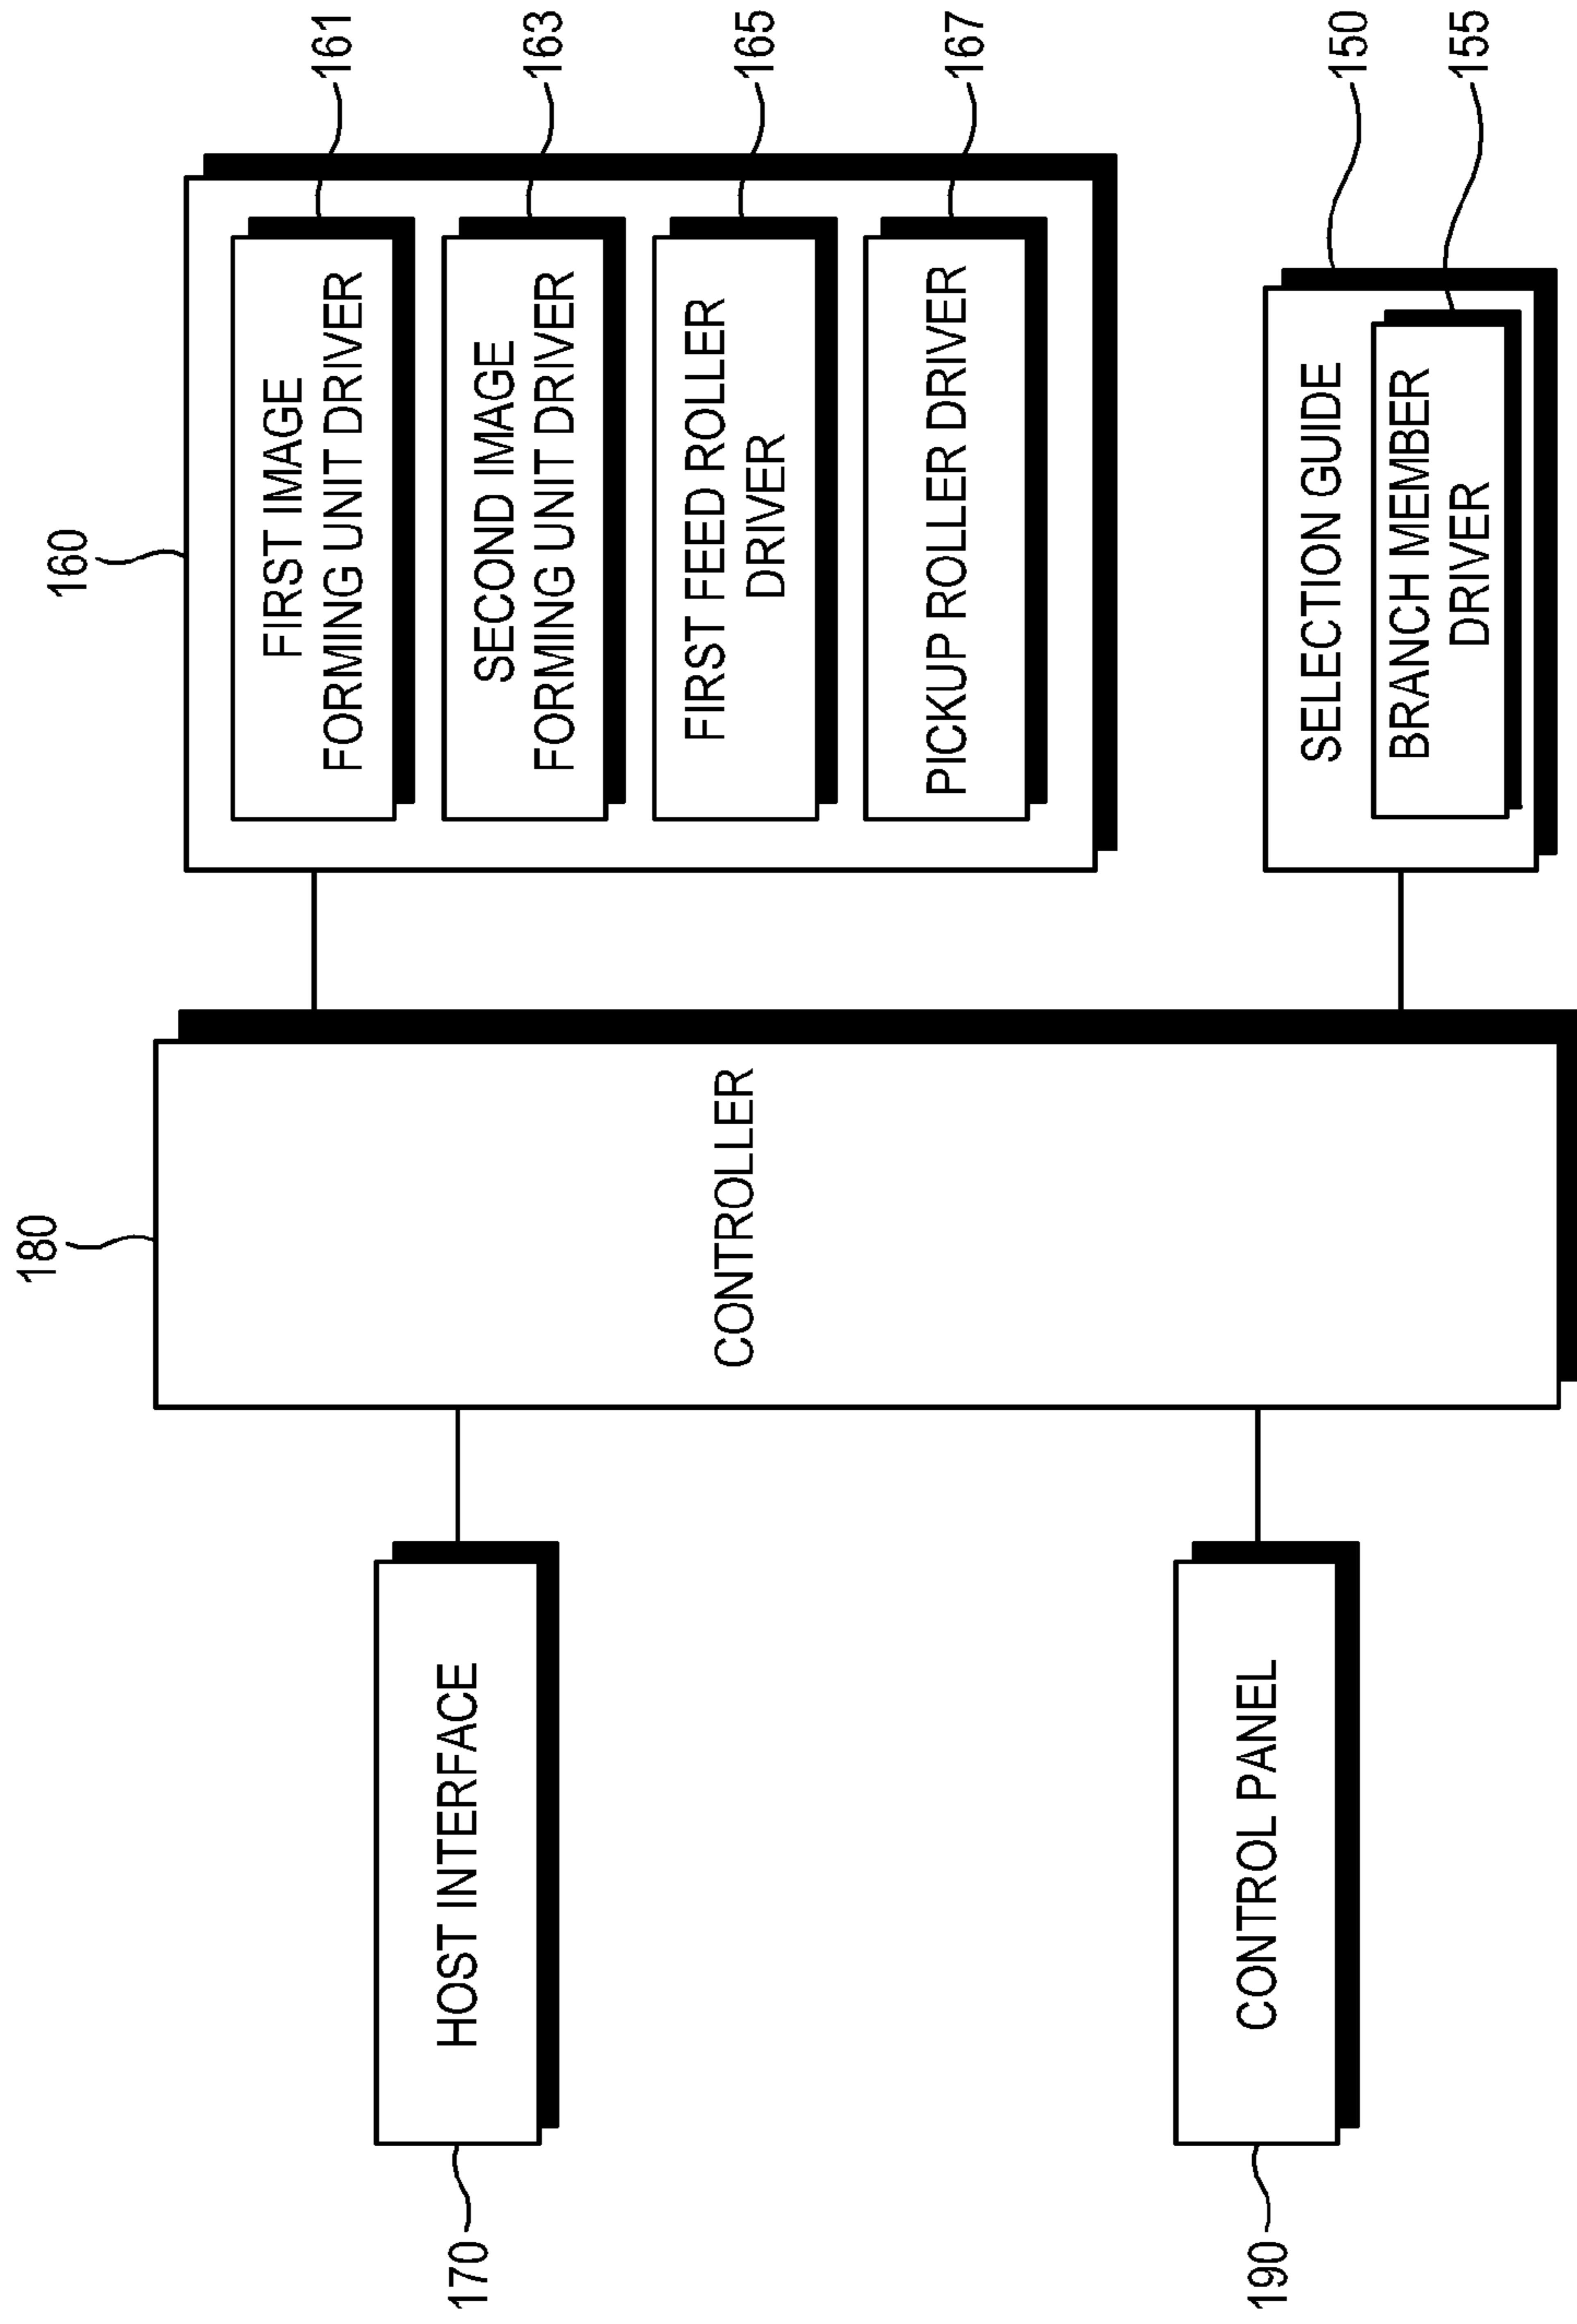 160
161
FIRST IMAGE
FORMING UNIT DRIVER
163
SECOND IMAGE
FORMING UNIT DRIVER
165
FIRST FEED ROLLER
DRIVER
167
PICKUP ROLLER DRIVER
150
SELECTION GUIDE
155
BRANCH MEMBER
DRIVER
180
CONTROLLER
170
HOST INTERFACE
190
CONTROL PANEL